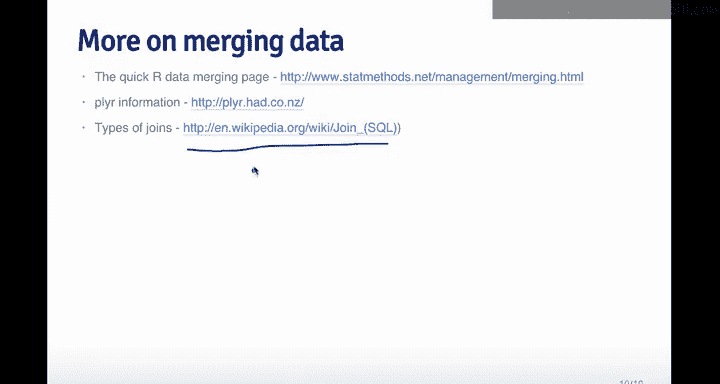 More on merging data
· The quick R data merging page - http://www.statmethods.net/management/merging.html
· plyr information - http://plyr.had.co.nz/
· Types of joins - http://en.wikipedia.org/wiki/Join_(SQL))